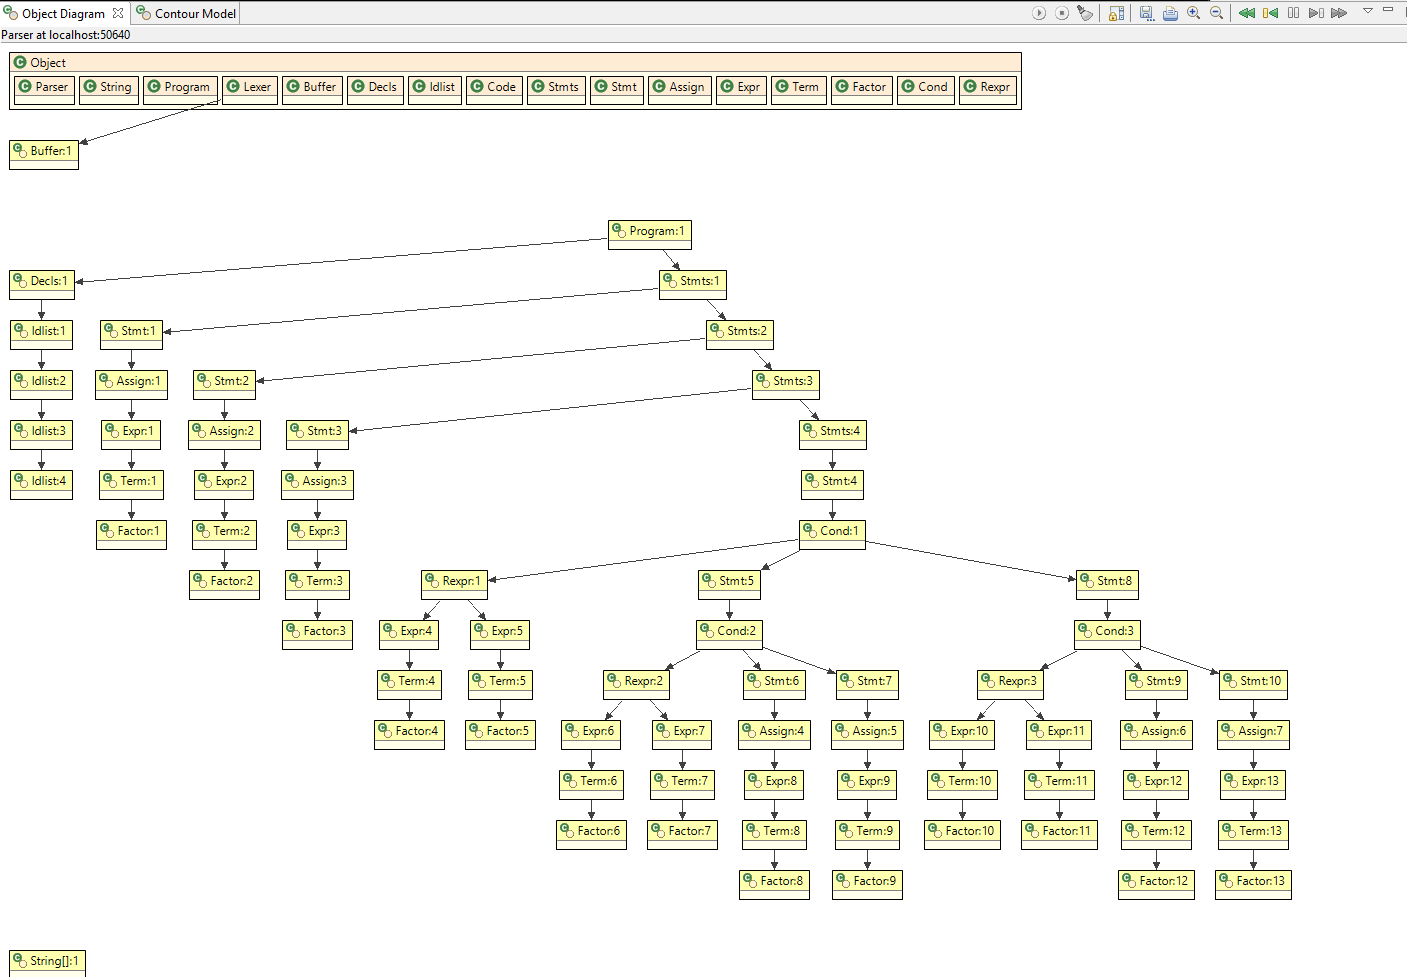 Object Diagram Contour Model
Parser at localhost:50640
Object
Parser String Program Lexer Buffer Decls Idlist Code Stmts Stmt Assign Expr Term Factor Cond Rexpr
Buffer:1
Program:1
Decls:1 Stmts:1
Idlist:1 Stmt:1 Stmts:2
Idlist:2 Assign:1 Stmt:2 Stmts:3
Idlist:3 Expr:1 Assign:2 Stmt:3 Stmts:4
Idlist:4 Term:1 Expr:2 Assign:3 Stmt:4
Factor:1 Term:2 Expr:3 Cond:1
Factor:2 Term:3 Rexpr:1 Stmt:5 Stmt:8
Factor:3 Expr:4 Expr:5 Cond:2 Cond:3
Term:4 Term:5 Rexpr:2 Stmt:6 Stmt:7 Rexpr:3 Stmt:9 Stmt:10
Factor:4 Factor:5 Expr:6 Expr:7 Assign:4 Assign:5 Expr:10 Expr:11 Assign:6 Assign:7
Term:6 Term:7 Expr:8 Expr:9 Term:10 Term:11 Expr:12 Expr:13
Factor:6 Factor:7 Term:8 Term:9 Factor:10 Factor:11 Term:12 Term:13
Factor:8 Factor:9 Factor:12 Factor:13
String[]:1